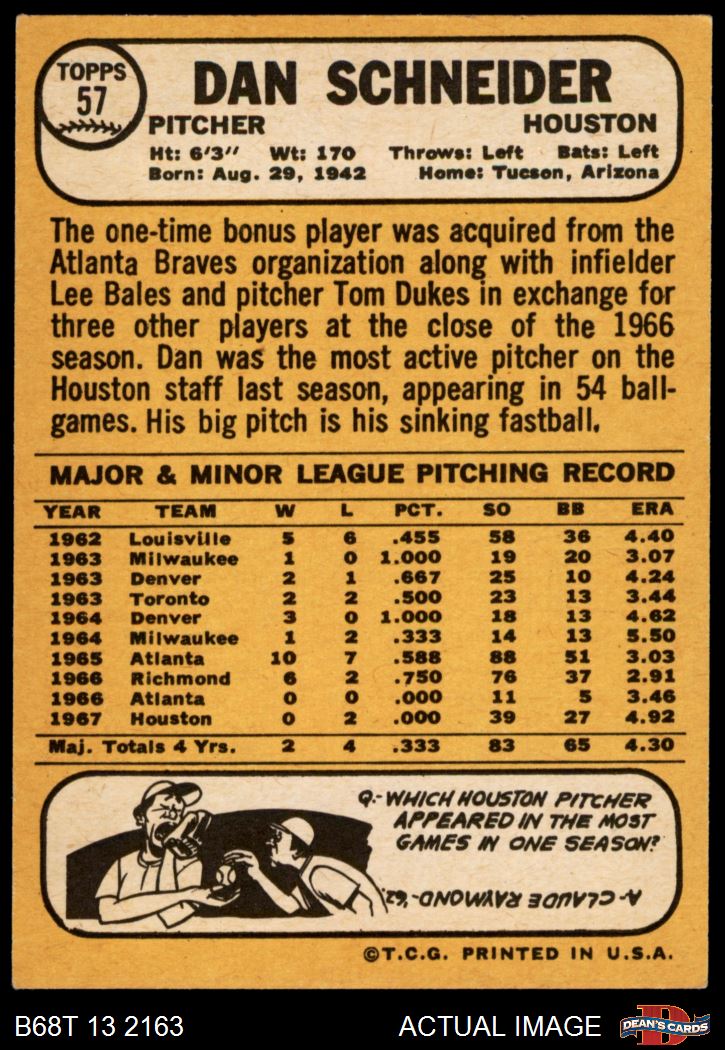 TOPPS
57
DAN SCHNEIDER
PITCHER HOUSTON
Ht: 6'3" Wt: 170 Throws: Left Bats: Left
Born: Aug. 29, 1942 Home: Tucson, Arizona
The one-time bonus player was acquired from the
Atlanta Braves organization along with infielder
Lee Bales and pitcher Tom Dukes in exchange for
three other players at the close of the 1966
season. Dan was the most active pitcher on the
Houston staff last season, appearing in 54 ball-
games. His big pitch is his sinking fastball.
MAJOR & MINOR LEAGUE PITCHING RECORD
YEAR TEAM W L PCT. SO BB ERA
1962 Louisville 5 6 .455 58 36 4.40
1963 Milwaukee 1 0 1.000 19 20 3.07
1963 Denver 2 1 .667 25 10 4.24
1963 Toronto 2 2 .500 23 13 3.44
1964 Denver 3 0 1.000 18 13 4.62
1964 Milwaukee 1 2 .333 14 13 5.50
1965 Atlanta 10 7 .588 88 51 3.03
1966 Richmond 6 2 .750 76 37 2.91
1966 Atlanta 0 0 .000 11 5 3.46
1967 Houston 0 2 .000 39 27 4.92
Maj. Totals 4 Yrs. 2 4 .333 83 65 4.30
Q.- WHICH HOUSTON PITCHER
APPEARED IN THE MOST
GAMES IN ONE SEASON?
A- CLAUDE RAYMOND-'62.
©T.C.G. PRINTED IN U.S.A.
B68T 13 2163 ACTUAL IMAGE D DEAN'S CARDS